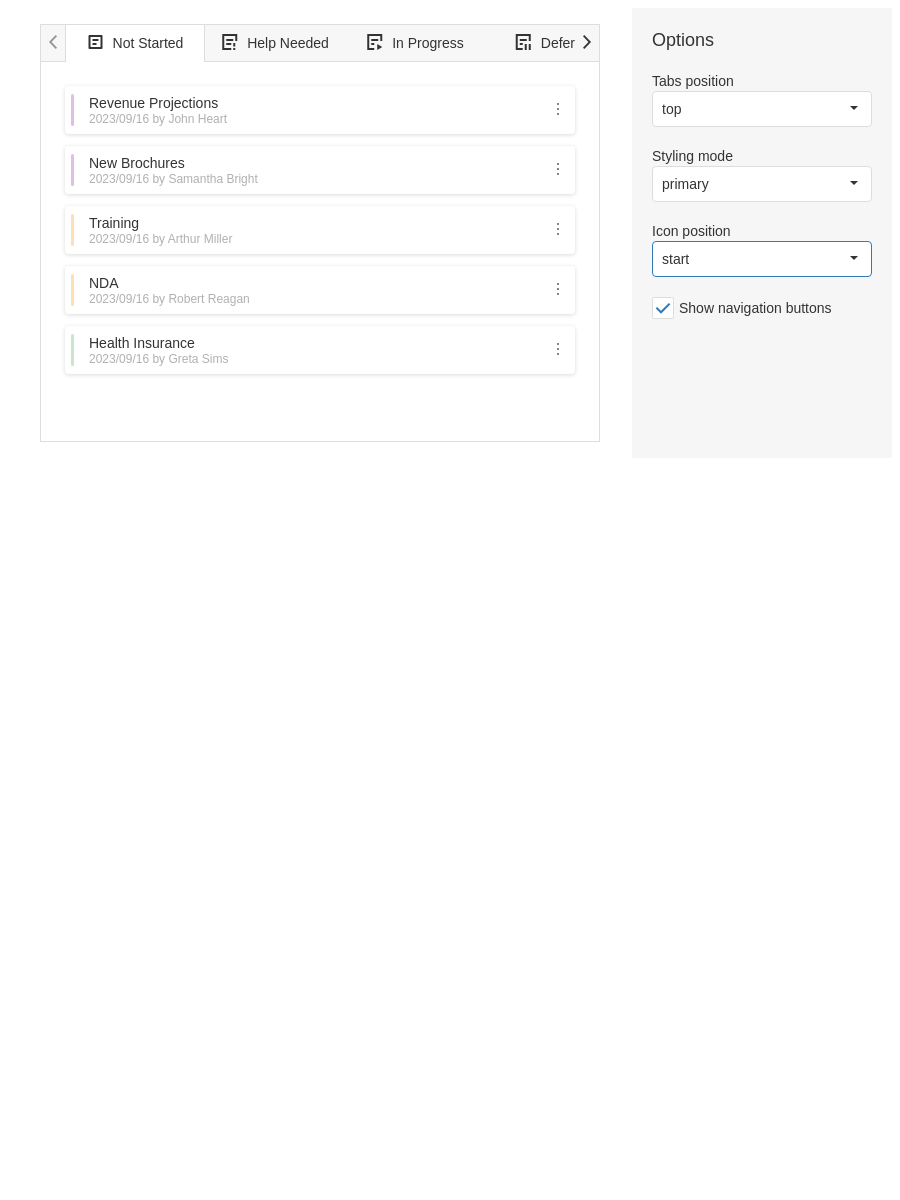 Not Started
Help Needed
In Progress
Defer
Revenue Projections
2023/09/16 by John Heart
New Brochures
2023/09/16 by Samantha Bright
Training
2023/09/16 by Arthur Miller
NDA
2023/09/16 by Robert Reagan
Health Insurance
2023/09/16 by Greta Sims
Options
Tabs position
top
Styling mode
primary
Icon position
start
Show navigation buttons